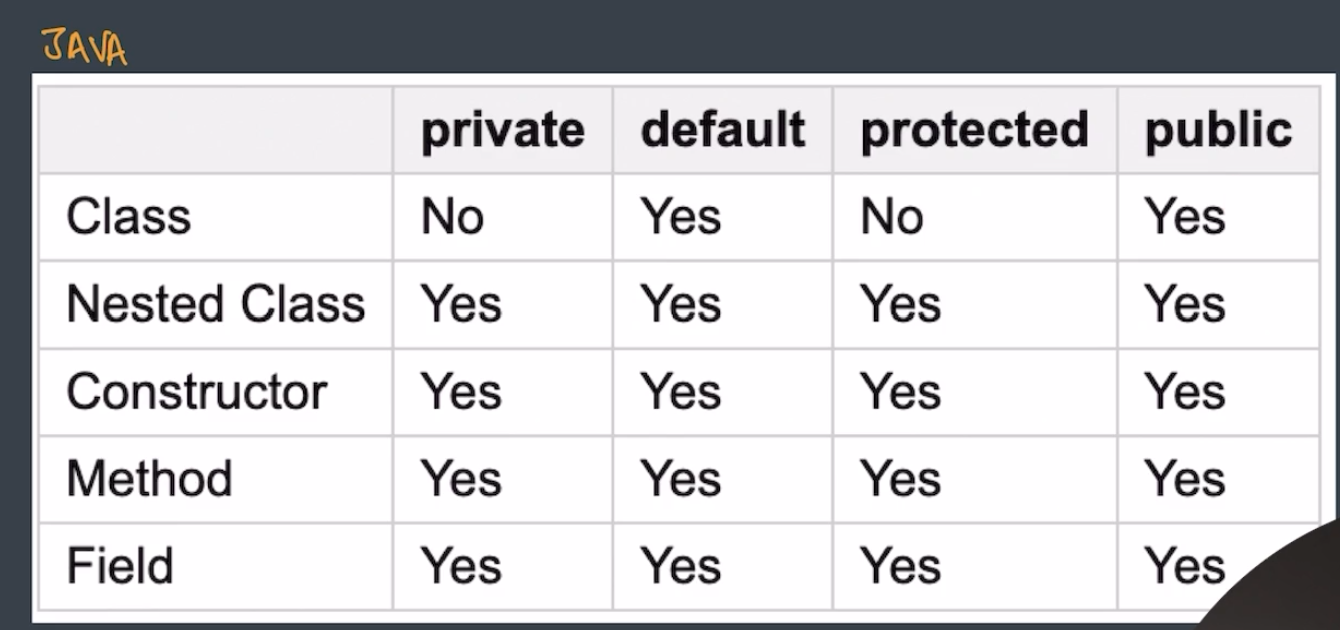 JAVA
private default protected public
Class No Yes No Yes
Nested Class Yes Yes Yes Yes
Constructor Yes Yes Yes Yes
Method Yes Yes Yes Yes
Field Yes Yes Yes Yes